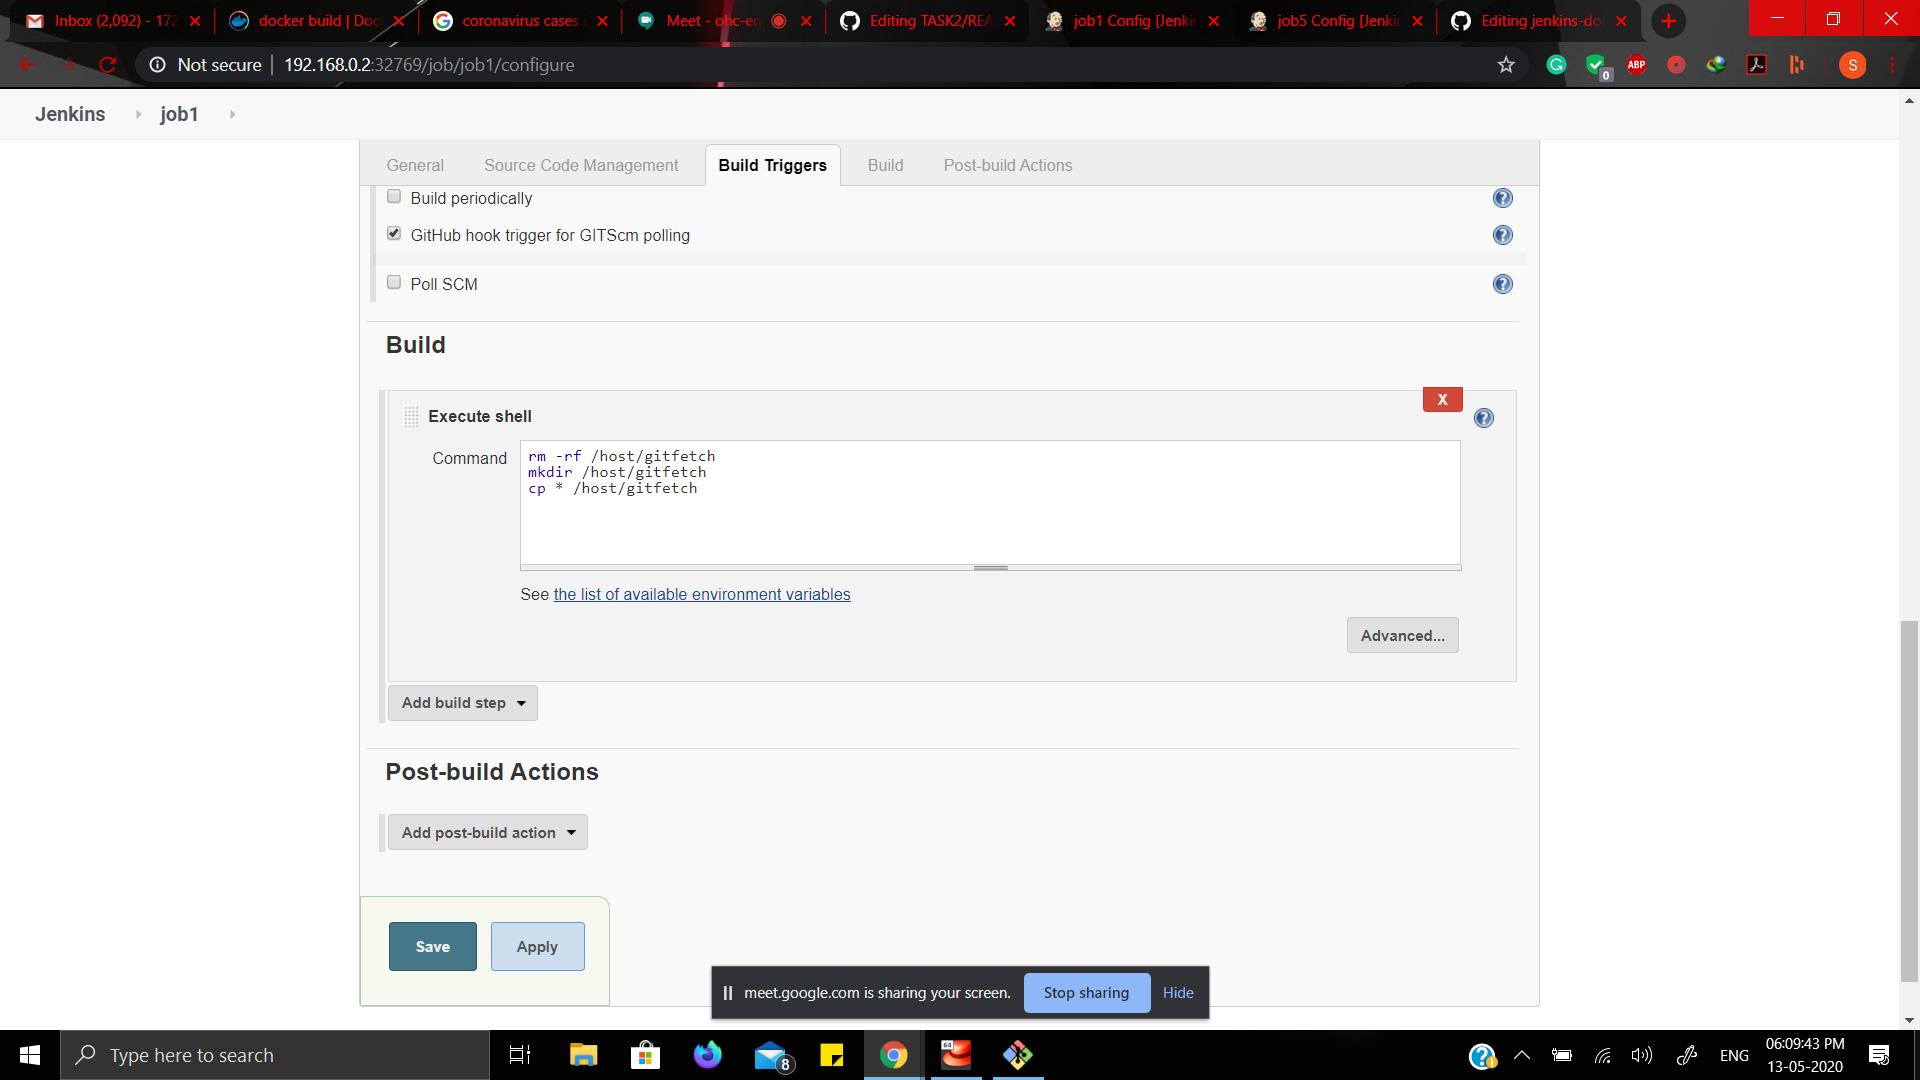 Inbox (2,092) - 172
docker build | Doc
coronavirus cases
Meet - ohc-eq
Editing TASK2/REA
job1 Config [Jenkin
job5 Config [Jenki
Editing jenkins-do
Not secure | 192.168.0.2:32769/job/job1/configure
0
ABP
S
Jenkins
job1
General
Source Code Management
Build Triggers
Build
Post-build Actions
Build periodically
GitHub hook trigger for GITScm polling
Poll SCM
Build
X
Execute shell
Command
rm -rf /host/gitfetch
mkdir /host/gitfetch
cp * /host/gitfetch
See the list of available environment variables
Advanced...
Add build step
Post-build Actions
Add post-build action
Save
Apply
meet.google.com is sharing your screen.
Stop sharing
Hide
Type here to search
8
64
ENG
06:09:43 PM
13-05-2020